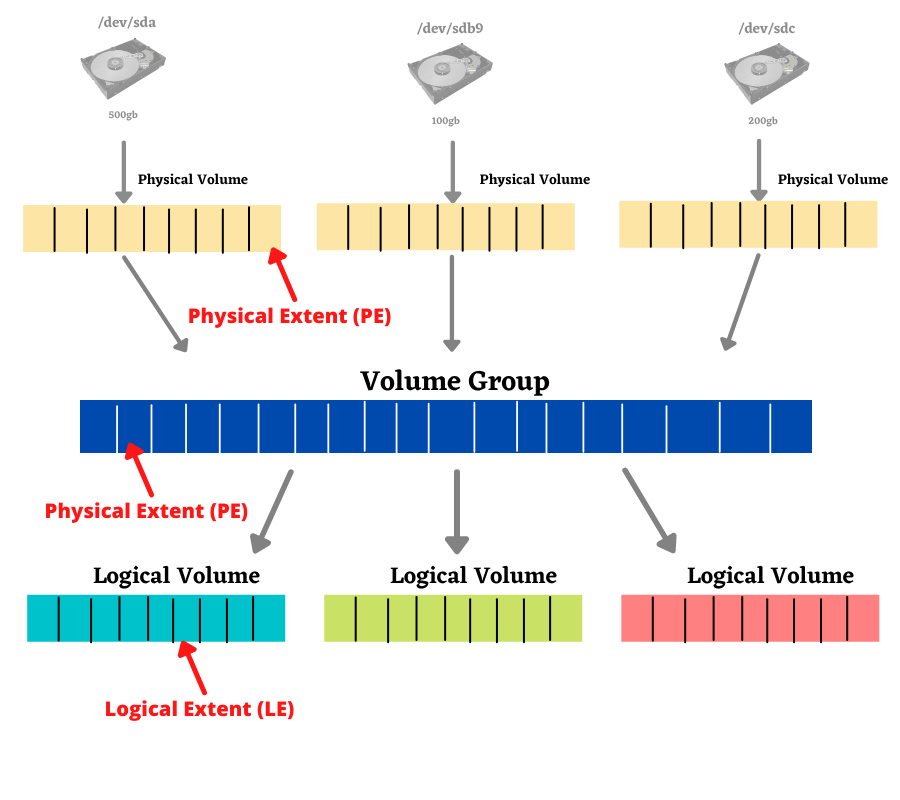 /dev/sda
/dev/sdb9
/dev/sdc
500gb
100gb
200gb
Physical Volume
Physical Volume
Physical Volume
Physical Extent (PE)
Volume Group
Physical Extent (PE)
Logical Volume
Logical Volume
Logical Volume
Logical Extent (LE)